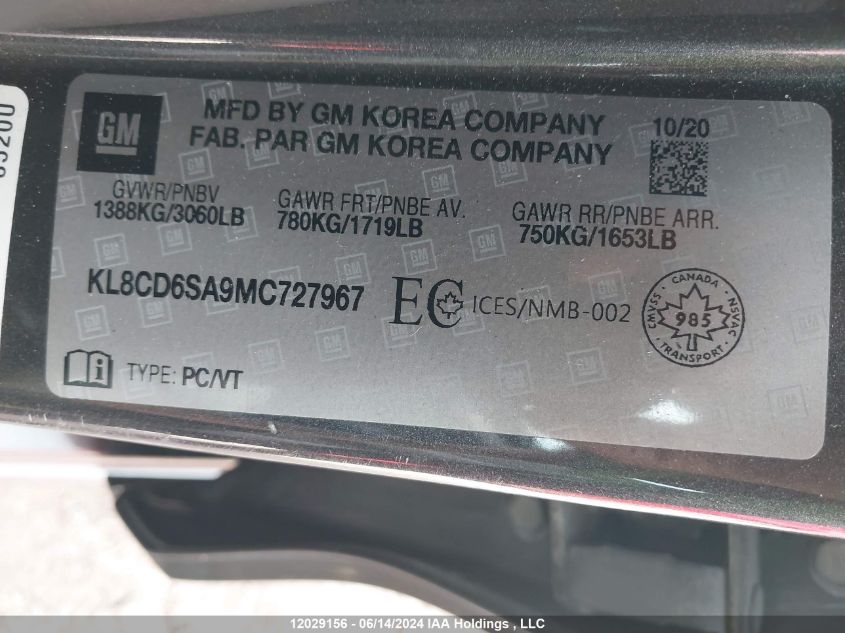 GM
MFD BY GM KOREA COMPANY
FAB. PAR GM KOREA COMPANY
10/20
GVWR/PNBV
1388KG/3060LB
GAWR FRT/PNBE AV.
780KG/1719LB
GAWR RR/PNBE ARR.
750KG/1653LB
KL8CD6SA9MC727967
EC ICES/NMB-002
CANADA
CMVSS
985
NSVAC
TRANSPORT
i TYPE: PC/VT
12029156 - 06/14/2024 IAA Holdings , LLC